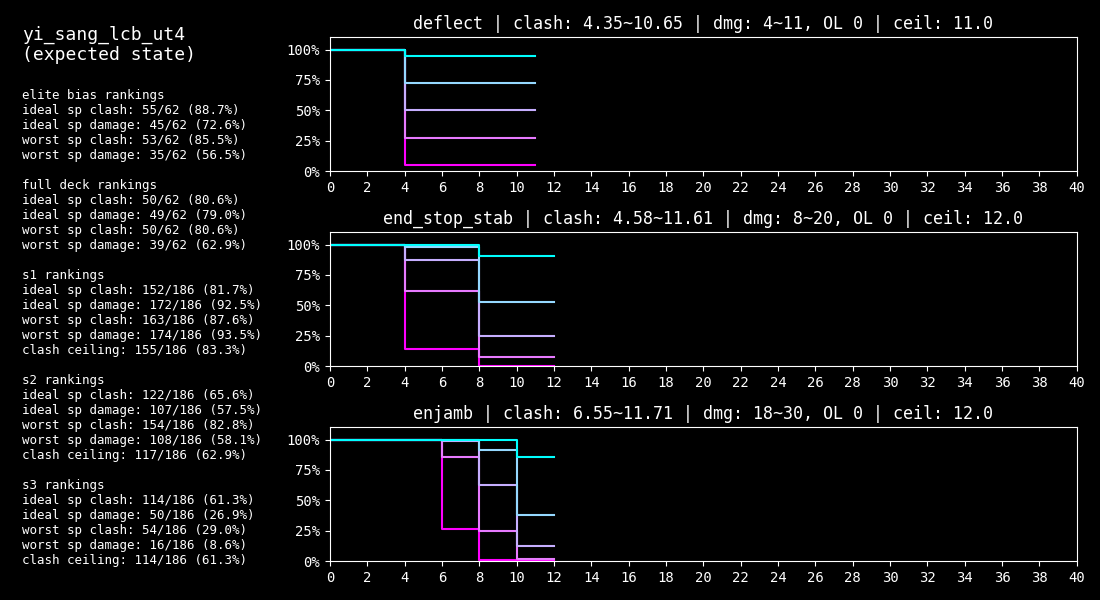 yi_sang_lcb_ut4
(expected state)
elite bias rankings
ideal sp clash: 55/62 (88.7%)
ideal sp damage: 45/62 (72.6%)
worst sp clash: 53/62 (85.5%)
worst sp damage: 35/62 (56.5%)
full deck rankings
ideal sp clash: 50/62 (80.6%)
ideal sp damage: 49/62 (79.0%)
worst sp clash: 50/62 (80.6%)
worst sp damage: 39/62 (62.9%)
s1 rankings
ideal sp clash: 152/186 (81.7%)
ideal sp damage: 172/186 (92.5%)
worst sp clash: 163/186 (87.6%)
worst sp damage: 174/186 (93.5%)
clash ceiling: 155/186 (83.3%)
s2 rankings
ideal sp clash: 122/186 (65.6%)
ideal sp damage: 107/186 (57.5%)
worst sp clash: 154/186 (82.8%)
worst sp damage: 108/186 (58.1%)
clash ceiling: 117/186 (62.9%)
s3 rankings
ideal sp clash: 114/186 (61.3%)
ideal sp damage: 50/186 (26.9%)
worst sp clash: 54/186 (29.0%)
worst sp damage: 16/186 (8.6%)
clash ceiling: 114/186 (61.3%)
deflect | clash: 4.35~10.65 | dmg: 4~11, OL 0 | ceil: 11.0
100%
75%
50%
25%
0%
0 2 4 6 8 10 12 14 16 18 20 22 24 26 28 30 32 34 36 38 40
end_stop_stab | clash: 4.58~11.61 | dmg: 8~20, OL 0 | ceil: 12.0
100%
75%
50%
25%
0%
0 2 4 6 8 10 12 14 16 18 20 22 24 26 28 30 32 34 36 38 40
enjamb | clash: 6.55~11.71 | dmg: 18~30, OL 0 | ceil: 12.0
100%
75%
50%
25%
0%
0 2 4 6 8 10 12 14 16 18 20 22 24 26 28 30 32 34 36 38 40